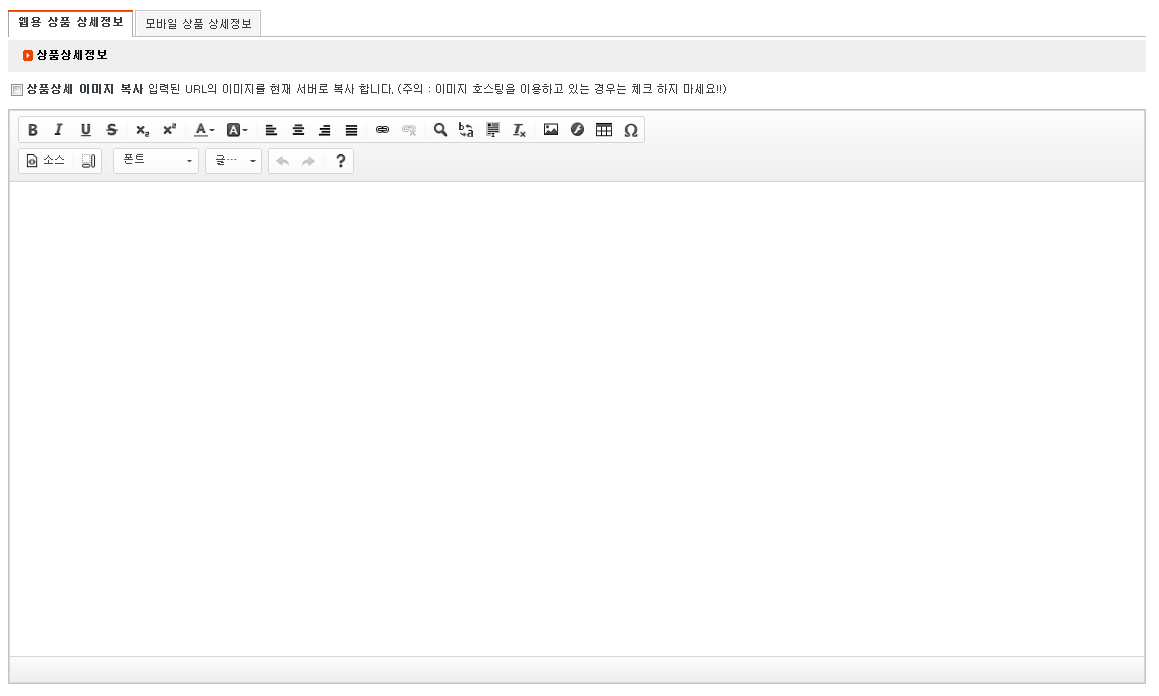 웹용 상품 상세정보 모바일 상품 상세정보
상품상세정보
상품상세 이미지 복사 입력된 URL의 이미지를 현재 서버로 복사 합니다. (주의 : 이미지 호스팅을 이용하고 있는 경우는 체크 하지 마세요!!)
B I U S x₂ x² A A Ω
소스 폰트 글… ?